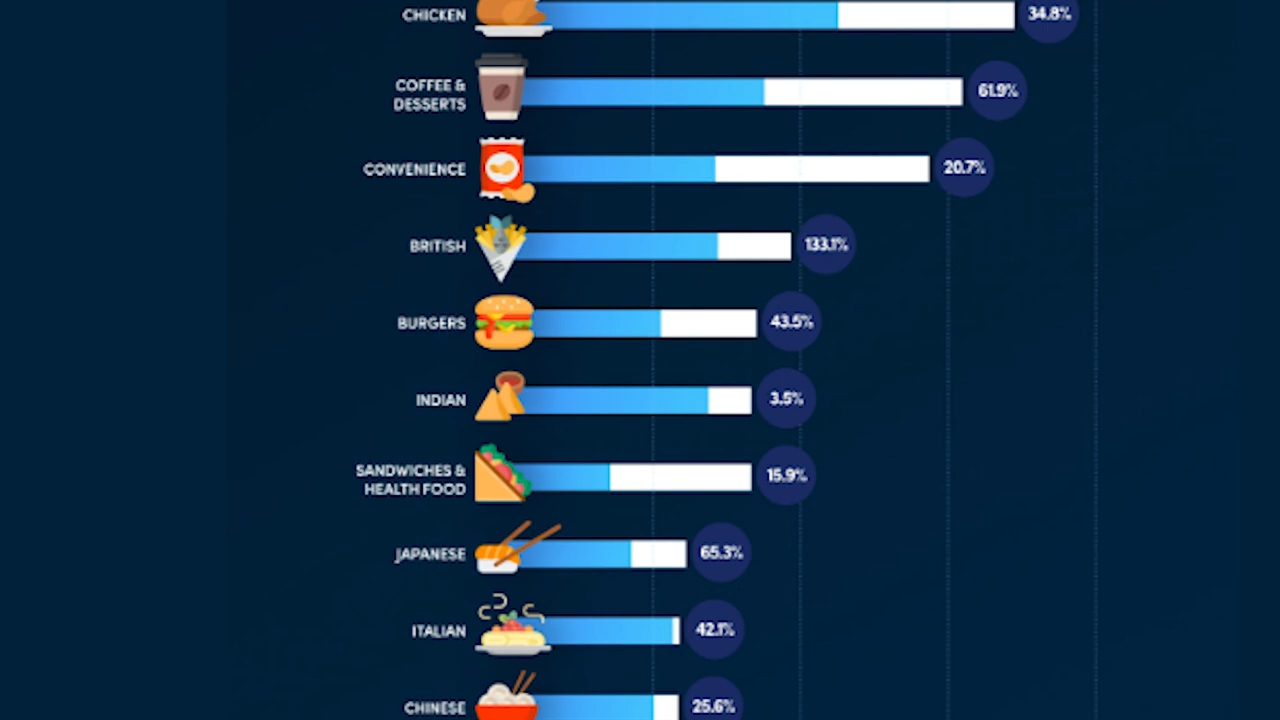 CHICKEN
34.8%
COFFEE &
DESSERTS
61.9%
CONVENIENCE
20.7%
BRITISH
133.1%
BURGERS
43.5%
INDIAN
3.5%
SANDWICHES &
HEALTH FOOD
15.9%
JAPANESE
65.3%
ITALIAN
42.1%
CHINESE
25.6%